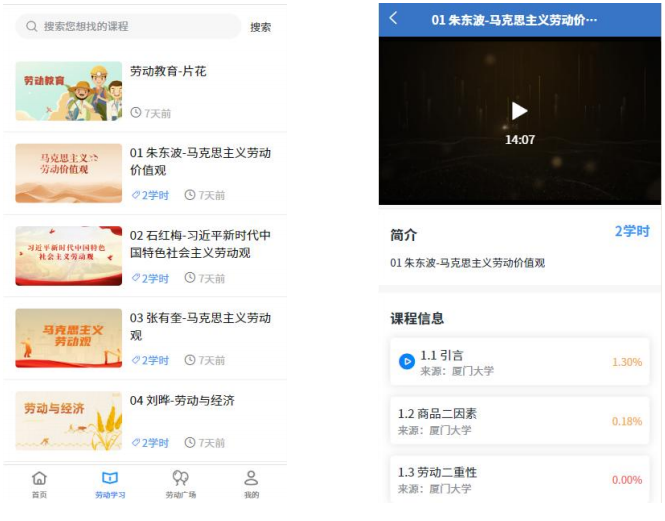 搜索您想找的课程
搜索
劳动教育
劳动教育-片花
7天前
马克思主义
劳动价值观
01 朱东波-马克思主义劳动
价值观
2学时
7天前
习近平新时代中国特色
社会主义劳动观
02 石红梅-习近平新时代中
国特色社会主义劳动观
2学时
7天前
马克思主义
劳动观
03 张有奎-马克思主义劳动
观
2学时
7天前
劳动与经济
04 刘晔-劳动与经济
2学时
7天前
首页
劳动学习
劳动广场
我的
01 朱东波-马克思主义劳动价···
14:07
简介
2学时
01 朱东波-马克思主义劳动价值观
课程信息
1.1 引言
来源：厦门大学
1.30%
1.2 商品二因素
来源：厦门大学
0.18%
1.3 劳动二重性
来源：厦门大学
0.00%